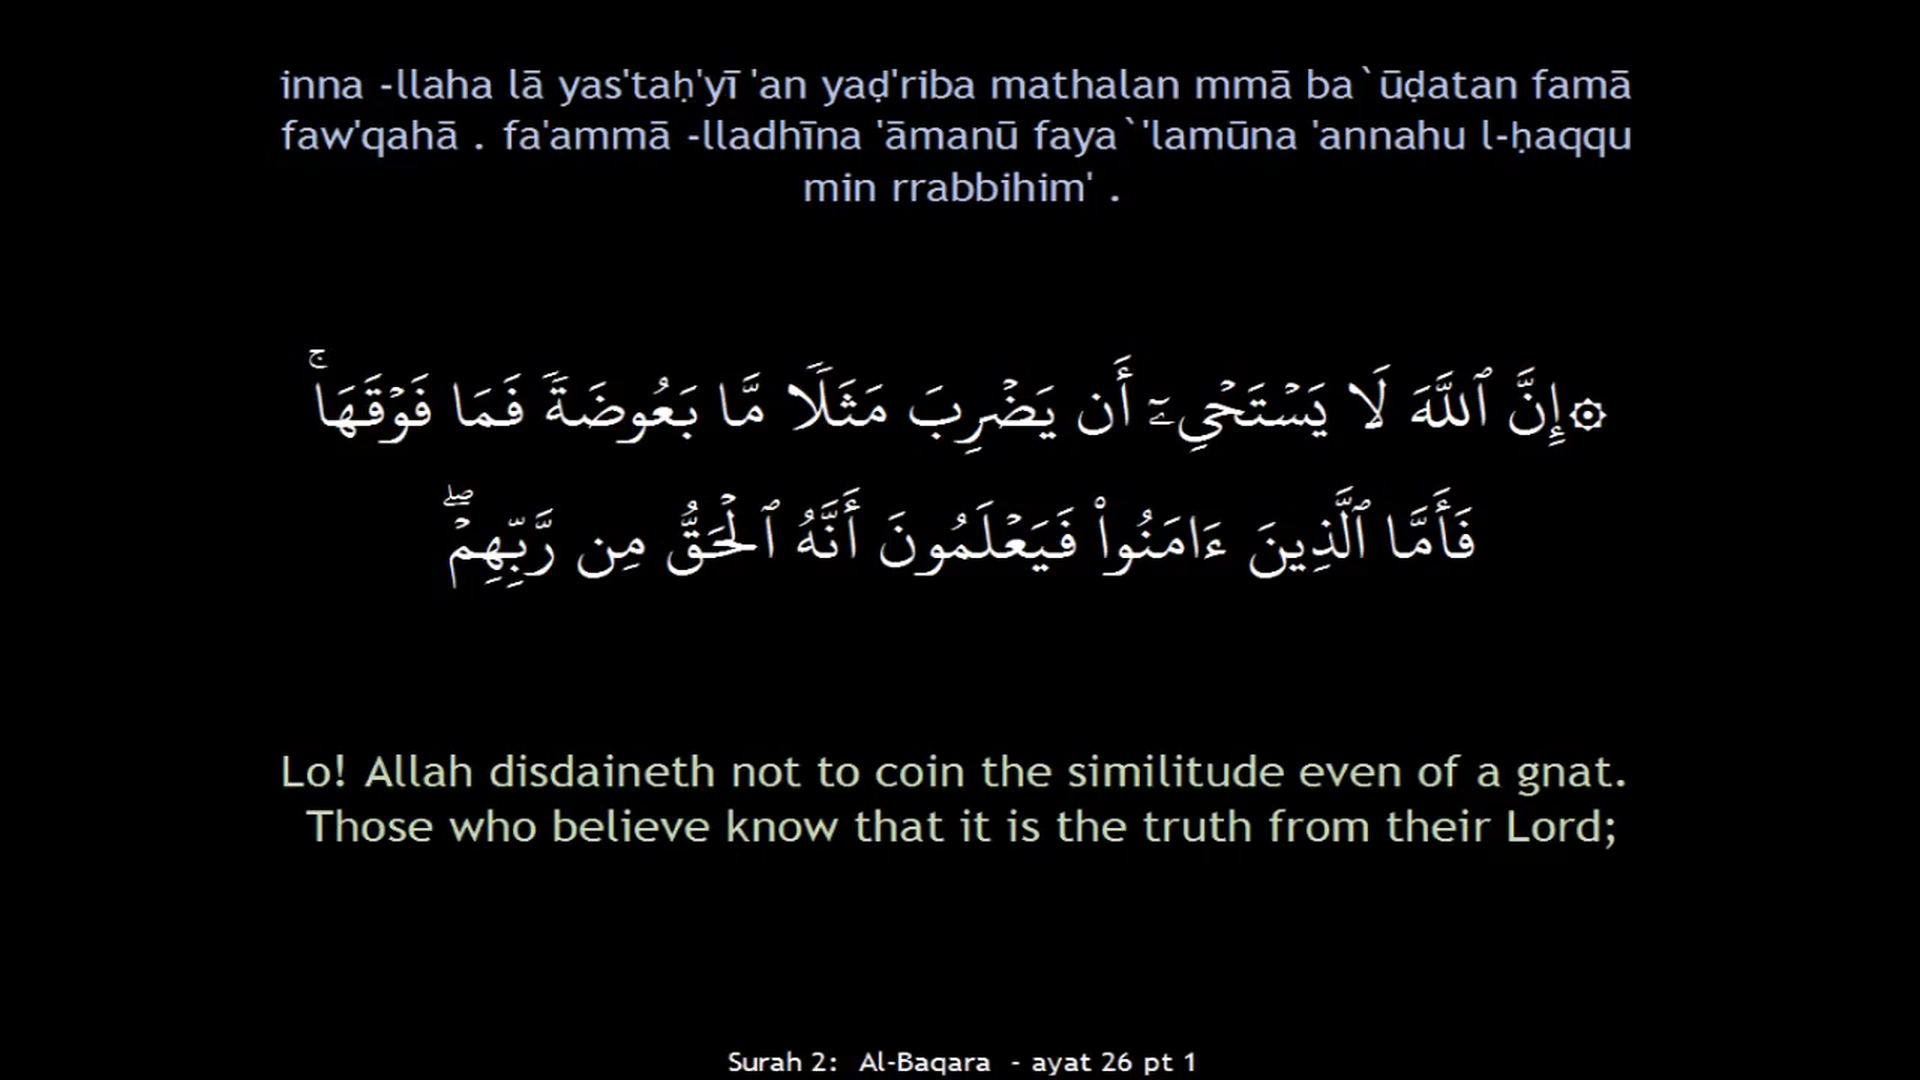 inna -llaha lā yas'taḥ'yī 'an yaḍ'riba mathalan mmā ba`ūḍatan famā
faw'qahā . fa'ammā -lladhīna 'āmanū faya`'lamūna 'annahu l-ḥaqqu
min rrabbihim' .
۞إِنَّ ٱللَّهَ لَا يَسۡتَحۡيِۦٓ أَن يَضۡرِبَ مَثَلٗا مَّا بَعُوضَةٗ فَمَا فَوۡقَهَاۚ
فَأَمَّا ٱلَّذِينَ ءَامَنُواْ فَيَعۡلَمُونَ أَنَّهُ ٱلۡحَقُّ مِن رَّبِّهِمۡۖ
Lo! Allah disdaineth not to coin the similitude even of a gnat.
Those who believe know that it is the truth from their Lord;
Surah 2: Al-Baqara - ayat 26 pt 1